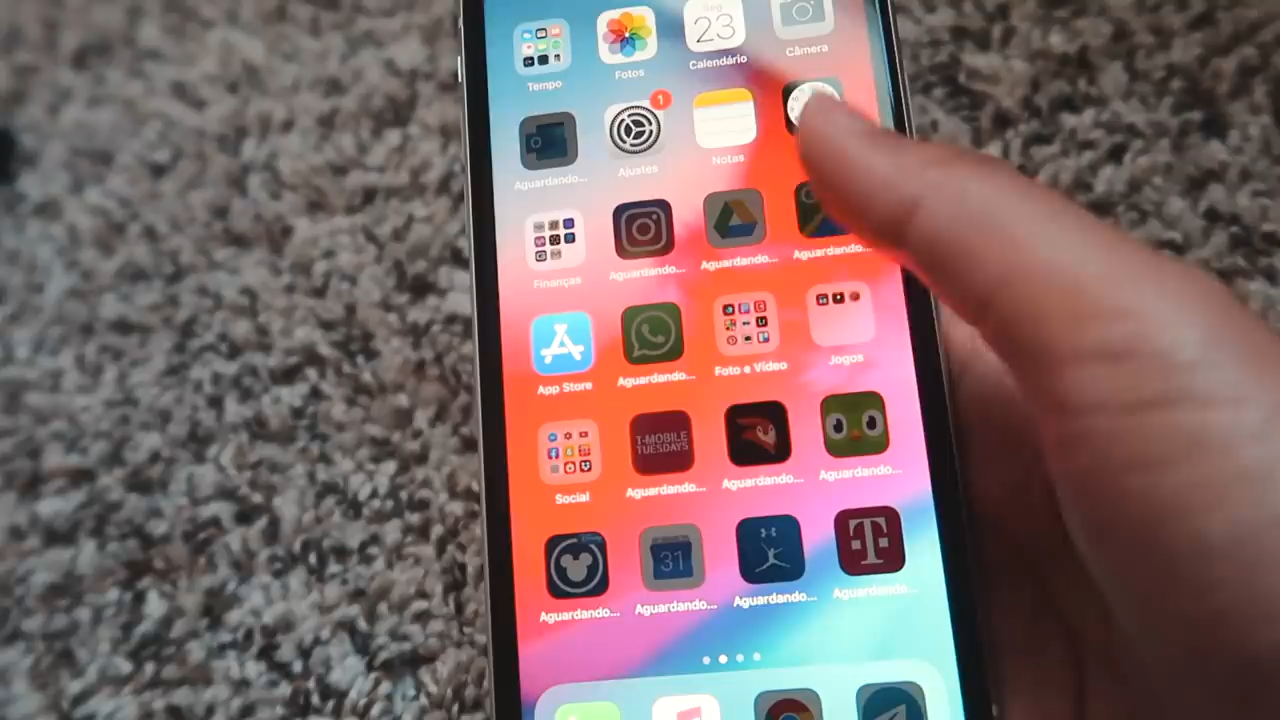 Seg
23
Tempo
Fotos
Calendário
Câmera
1
Aguardando...
Ajustes
Notas
Finanças
Aguardando...
Aguardando...
Aguardando...
App Store
Aguardando...
Foto e Vídeo
Jogos
T-MOBILE
TUESDAYS
Social
Aguardando...
Aguardando...
Aguardando...
31
T
Aguardando...
Aguardando...
Aguardando...
Aguardando...